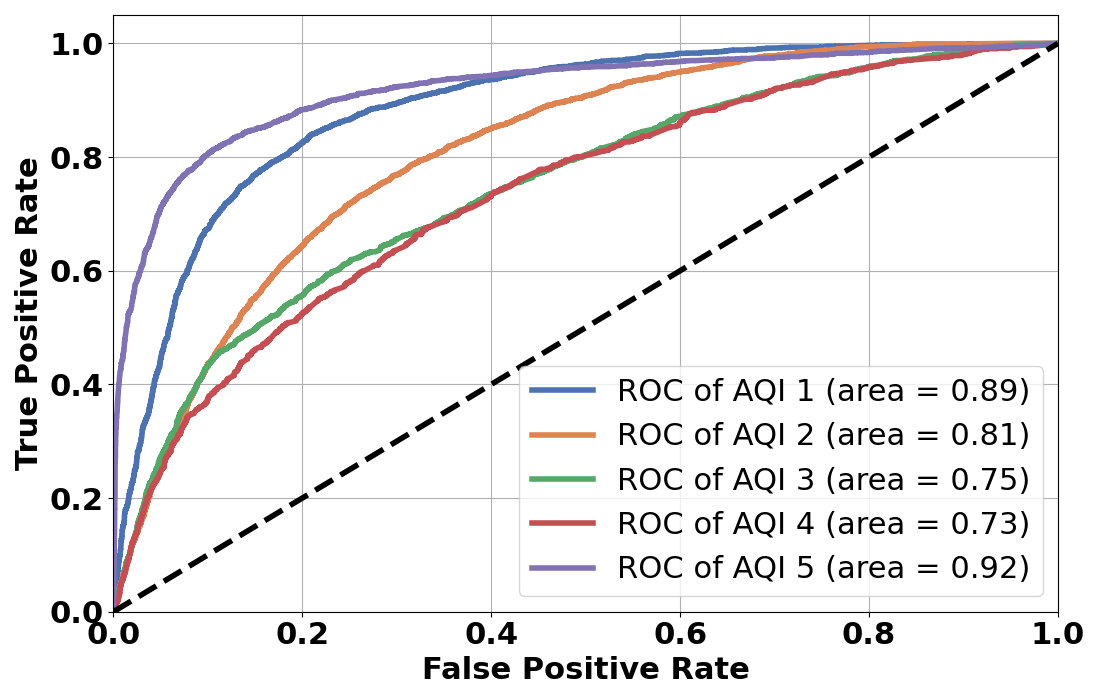 True Positive Rate
1.0
0.8
0.6
0.4
0.2
0.0
ROC of AQI 1 (area = 0.89)
ROC of AQI 2 (area = 0.81)
ROC of AQI 3 (area = 0.75)
ROC of AQI 4 (area = 0.73)
ROC of AQI 5 (area = 0.92)
0.0 0.2 0.4 0.6 0.8 1.0
False Positive Rate